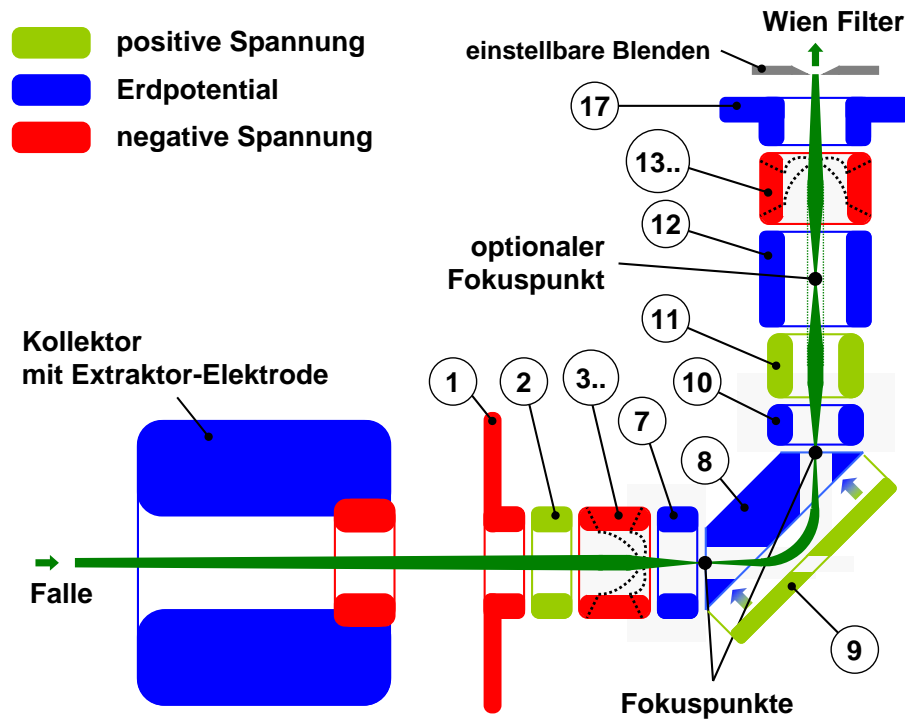 positive Spannung
Erdpotential
negative Spannung
Wien Filter
einstellbare Blenden
17
13..
12
optionaler
Fokuspunkt
11
Kollektor
mit Extraktor-Elektrode
1
2
3..
7
10
8
Falle
9
Fokuspunkte